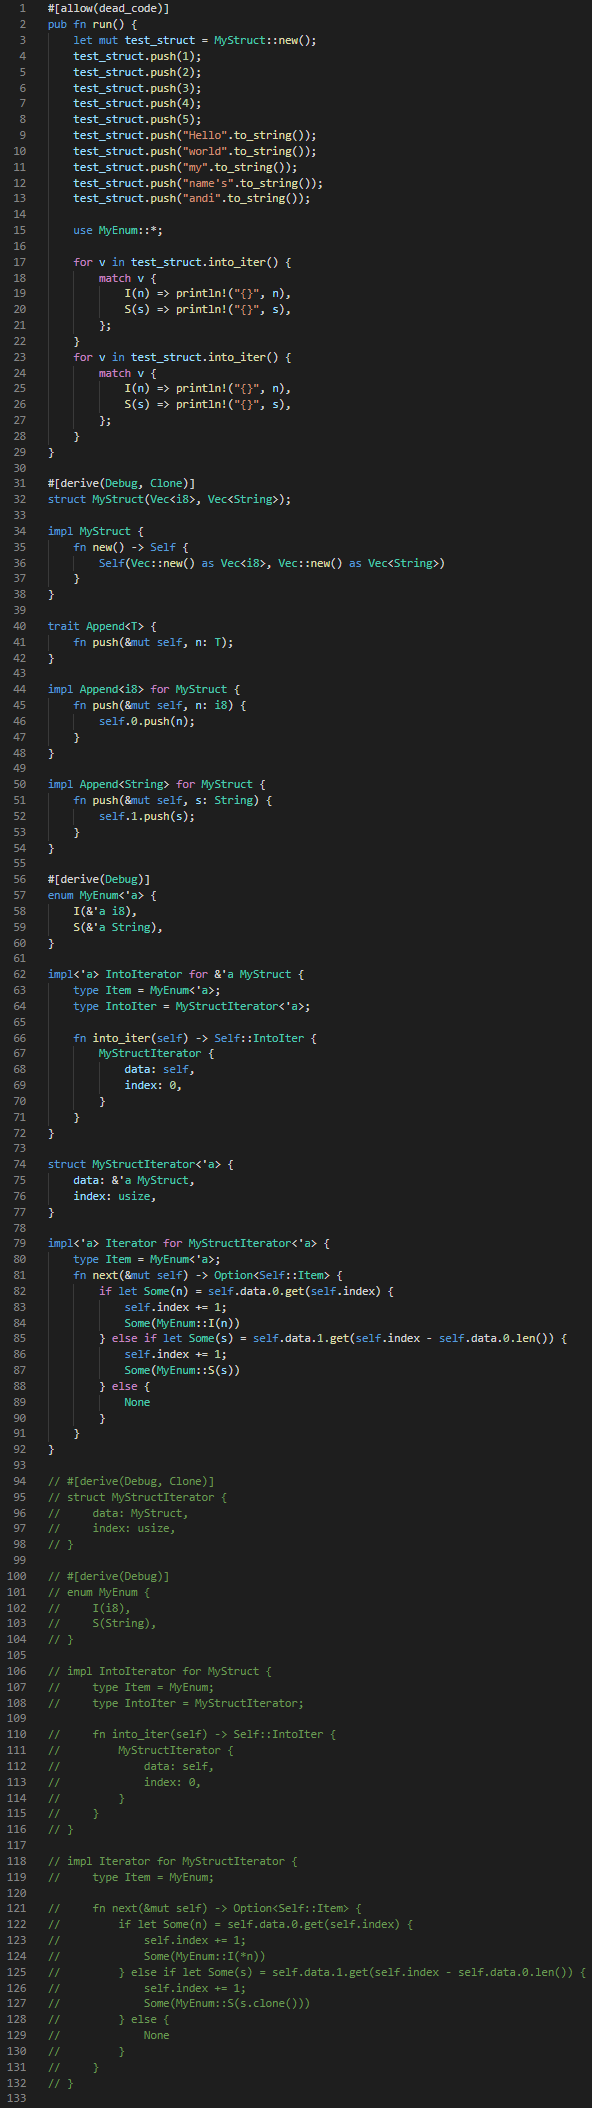 1 #[allow(dead_code)]
2 pub fn run() {
3     let mut test_struct = MyStruct::new();
4     test_struct.push(1);
5     test_struct.push(2);
6     test_struct.push(3);
7     test_struct.push(4);
8     test_struct.push(5);
9     test_struct.push("Hello".to_string());
10     test_struct.push("world".to_string());
11     test_struct.push("my".to_string());
12     test_struct.push("name's".to_string());
13     test_struct.push("andi".to_string());
14
15     use MyEnum::*;
16
17     for v in test_struct.into_iter() {
18         match v {
19             I(n) => println!("{}", n),
20             S(s) => println!("{}", s),
21         };
22     }
23     for v in test_struct.into_iter() {
24         match v {
25             I(n) => println!("{}", n),
26             S(s) => println!("{}", s),
27         };
28     }
29 }
30
31 #[derive(Debug, Clone)]
32 struct MyStruct(Vec<i8>, Vec<String>);
33
34 impl MyStruct {
35     fn new() -> Self {
36         Self(Vec::new() as Vec<i8>, Vec::new() as Vec<String>)
37     }
38 }
39
40 trait Append<T> {
41     fn push(&mut self, n: T);
42 }
43
44 impl Append<i8> for MyStruct {
45     fn push(&mut self, n: i8) {
46         self.0.push(n);
47     }
48 }
49
50 impl Append<String> for MyStruct {
51     fn push(&mut self, s: String) {
52         self.1.push(s);
53     }
54 }
55
56 #[derive(Debug)]
57 enum MyEnum<'a> {
58     I(&'a i8),
59     S(&'a String),
60 }
61
62 impl<'a> IntoIterator for &'a MyStruct {
63     type Item = MyEnum<'a>;
64     type IntoIter = MyStructIterator<'a>;
65
66     fn into_iter(self) -> Self::IntoIter {
67         MyStructIterator {
68             data: self,
69             index: 0,
70         }
71     }
72 }
73
74 struct MyStructIterator<'a> {
75     data: &'a MyStruct,
76     index: usize,
77 }
78
79 impl<'a> Iterator for MyStructIterator<'a> {
80     type Item = MyEnum<'a>;
81     fn next(&mut self) -> Option<Self::Item> {
82         if let Some(n) = self.data.0.get(self.index) {
83             self.index += 1;
84             Some(MyEnum::I(n))
85         } else if let Some(s) = self.data.1.get(self.index - self.data.0.len()) {
86             self.index += 1;
87             Some(MyEnum::S(s))
88         } else {
89             None
90         }
91     }
92 }
93
94 // #[derive(Debug, Clone)]
95 // struct MyStructIterator {
96 //     data: MyStruct,
97 //     index: usize,
98 // }
99
100 // #[derive(Debug)]
101 // enum MyEnum {
102 //     I(i8),
103 //     S(String),
104 // }
105
106 // impl IntoIterator for MyStruct {
107 //     type Item = MyEnum;
108 //     type IntoIter = MyStructIterator;
109
110 //     fn into_iter(self) -> Self::IntoIter {
111 //         MyStructIterator {
112 //             data: self,
113 //             index: 0,
114 //         }
115 //     }
116 // }
117
118 // impl Iterator for MyStructIterator {
119 //     type Item = MyEnum;
120
121 //     fn next(&mut self) -> Option<Self::Item> {
122 //         if let Some(n) = self.data.0.get(self.index) {
123 //             self.index += 1;
124 //             Some(MyEnum::I(*n))
125 //         } else if let Some(s) = self.data.1.get(self.index - self.data.0.len()) {
126 //             self.index += 1;
127 //             Some(MyEnum::S(s.clone()))
128 //         } else {
129 //             None
130 //         }
131 //     }
132 // }
133